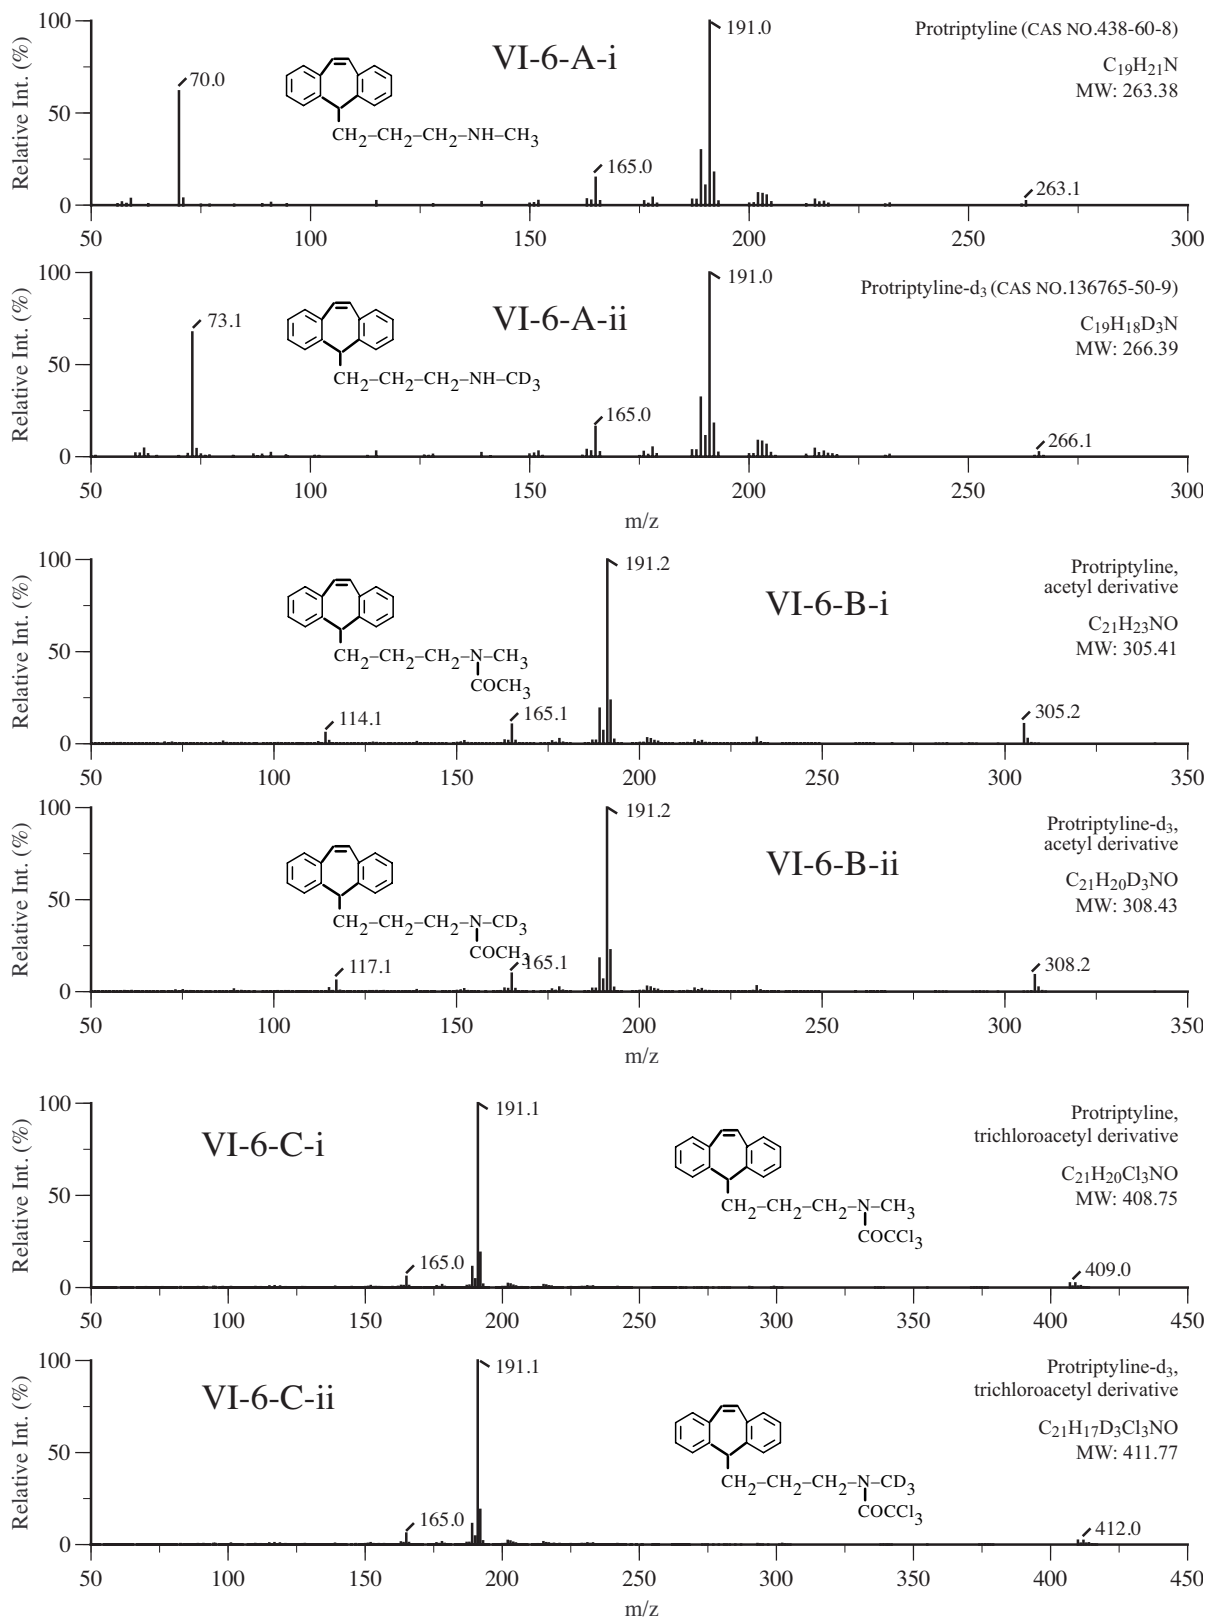 Relative Int. (%)
100
50
0
VI-6-A-i
Protriptyline (CAS NO.438-60-8)
C19H21N
MW: 263.38
70.0
165.0
191.0
263.1
CH2–CH2–CH2–NH–CH3
50 100 150 200 250 300
Relative Int. (%)
100
50
0
VI-6-A-ii
Protriptyline-d3 (CAS NO.136765-50-9)
C19H18D3N
MW: 266.39
73.1
165.0
191.0
266.1
CH2–CH2–CH2–NH–CD3
50 100 150 200 250 300
m/z
Relative Int. (%)
100
50
0
VI-6-B-i
Protriptyline,
acetyl derivative
C21H23NO
MW: 305.41
114.1
165.1
191.2
305.2
CH2–CH2–CH2–N–CH3
COCH3
50 100 150 200 250 300 350
Relative Int. (%)
100
50
0
VI-6-B-ii
Protriptyline-d3,
acetyl derivative
C21H20D3NO
MW: 308.43
117.1
165.1
191.2
308.2
CH2–CH2–CH2–N–CD3
COCH3
50 100 150 200 250 300 350
m/z
Relative Int. (%)
100
50
0
VI-6-C-i
Protriptyline,
trichloroacetyl derivative
C21H20Cl3NO
MW: 408.75
165.0
191.1
409.0
CH2–CH2–CH2–N–CH3
COCCl3
50 100 150 200 250 300 350 400 450
Relative Int. (%)
100
50
0
VI-6-C-ii
Protriptyline-d3,
trichloroacetyl derivative
C21H17D3Cl3NO
MW: 411.77
165.0
191.1
412.0
CH2–CH2–CH2–N–CD3
COCCl3
50 100 150 200 250 300 350 400 450
m/z